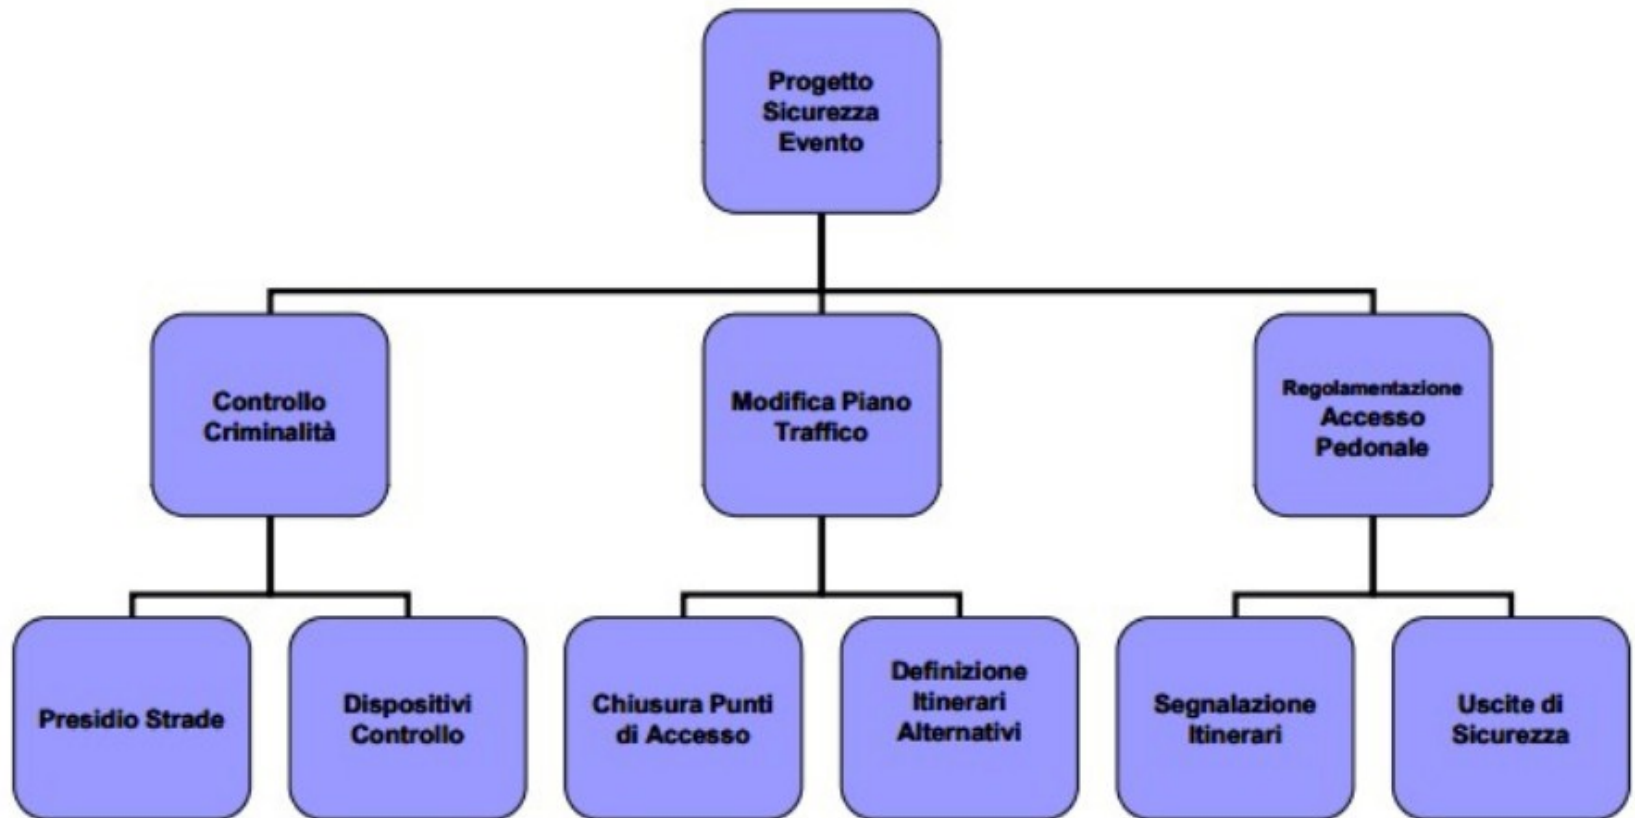 Progetto
Sicurezza
Evento
Controllo
Criminalità
Modifica Piano
Traffico
Regolamentazione
Accesso
Pedonale
Presidio Strade
Dispositivi
Controllo
Chiusura Punti
di Accesso
Definizione
Itinerari
Alternativi
Segnalazione
Itinerari
Uscite di
Sicurezza